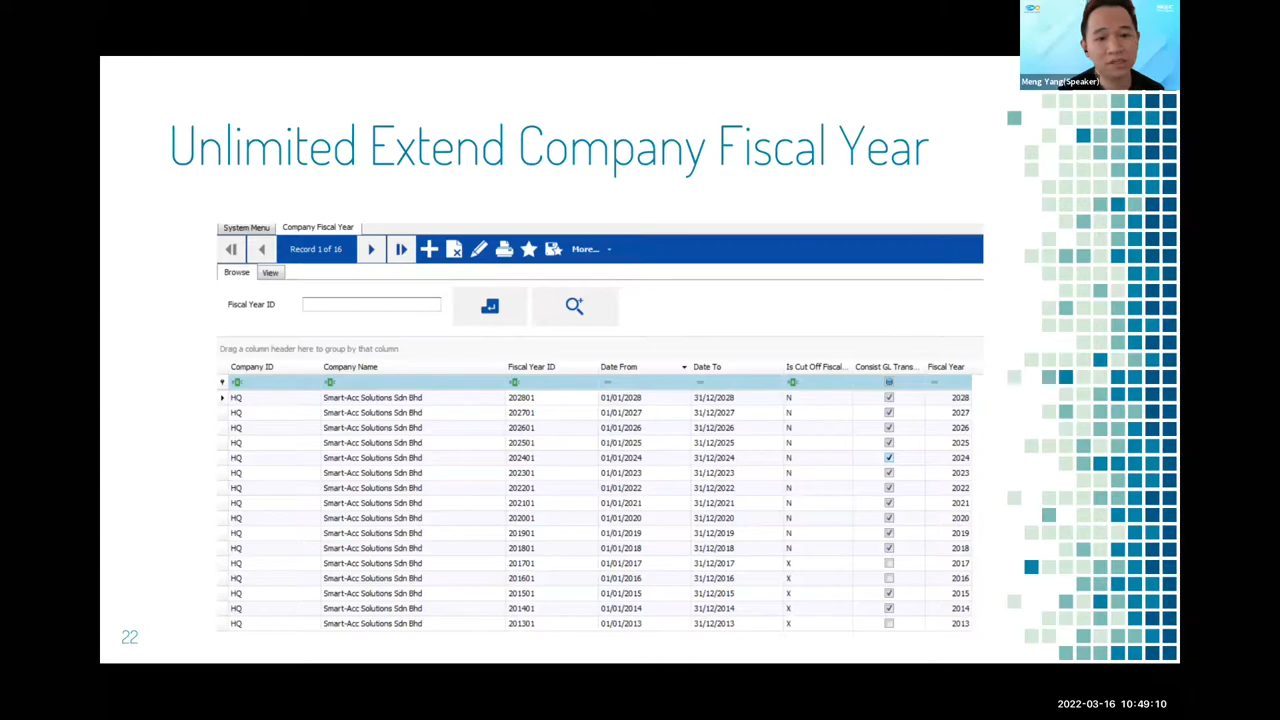 Meng Yang(Speaker)
Unlimited Extend Company Fiscal Year
System Menu Company Fiscal Year
Record 1 of 16 More...
Browse View
Fiscal Year ID
Drag a column header here to group by that column
Company ID Company Name Fiscal Year ID Date From Date To Is Cut Off Fiscal... Consist GL Trans... Fiscal Year
HQ Smart-Acc Solutions Sdn Bhd 202801 01/01/2028 31/12/2028 N 2028
HQ Smart-Acc Solutions Sdn Bhd 202701 01/01/2027 31/12/2027 N 2027
HQ Smart-Acc Solutions Sdn Bhd 202601 01/01/2026 31/12/2026 N 2026
HQ Smart-Acc Solutions Sdn Bhd 202501 01/01/2025 31/12/2025 N 2025
HQ Smart-Acc Solutions Sdn Bhd 202401 01/01/2024 31/12/2024 N 2024
HQ Smart-Acc Solutions Sdn Bhd 202301 01/01/2023 31/12/2023 N 2023
HQ Smart-Acc Solutions Sdn Bhd 202201 01/01/2022 31/12/2022 N 2022
HQ Smart-Acc Solutions Sdn Bhd 202101 01/01/2021 31/12/2021 N 2021
HQ Smart-Acc Solutions Sdn Bhd 202001 01/01/2020 31/12/2020 N 2020
HQ Smart-Acc Solutions Sdn Bhd 201901 01/01/2019 31/12/2019 N 2019
HQ Smart-Acc Solutions Sdn Bhd 201801 01/01/2018 31/12/2018 N 2018
HQ Smart-Acc Solutions Sdn Bhd 201701 01/01/2017 31/12/2017 X 2017
HQ Smart-Acc Solutions Sdn Bhd 201601 01/01/2016 31/12/2016 X 2016
HQ Smart-Acc Solutions Sdn Bhd 201501 01/01/2015 31/12/2015 X 2015
HQ Smart-Acc Solutions Sdn Bhd 201401 01/01/2014 31/12/2014 X 2014
HQ Smart-Acc Solutions Sdn Bhd 201301 01/01/2013 31/12/2013 X 2013
22
2022-03-16 10:49:10